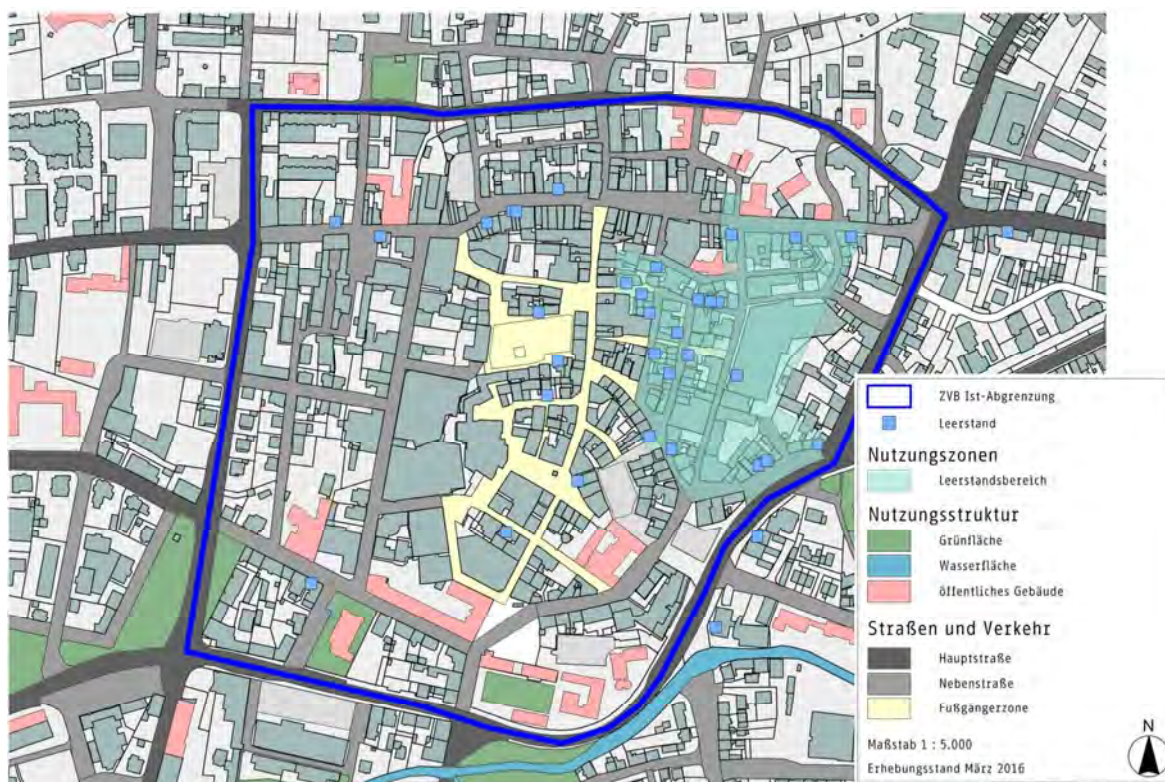 ZVB Ist-Abgrenzung
Leerstand
Nutzungszonen
Leerstandsbereich
Nutzungsstruktur
Grünfläche
Wasserfläche
öffentliches Gebäude
Straßen und Verkehr
Hauptstraße
Nebenstraße
Fußgängerzone
Maßstab 1 : 5.000
Erhebungsstand März 2016
N